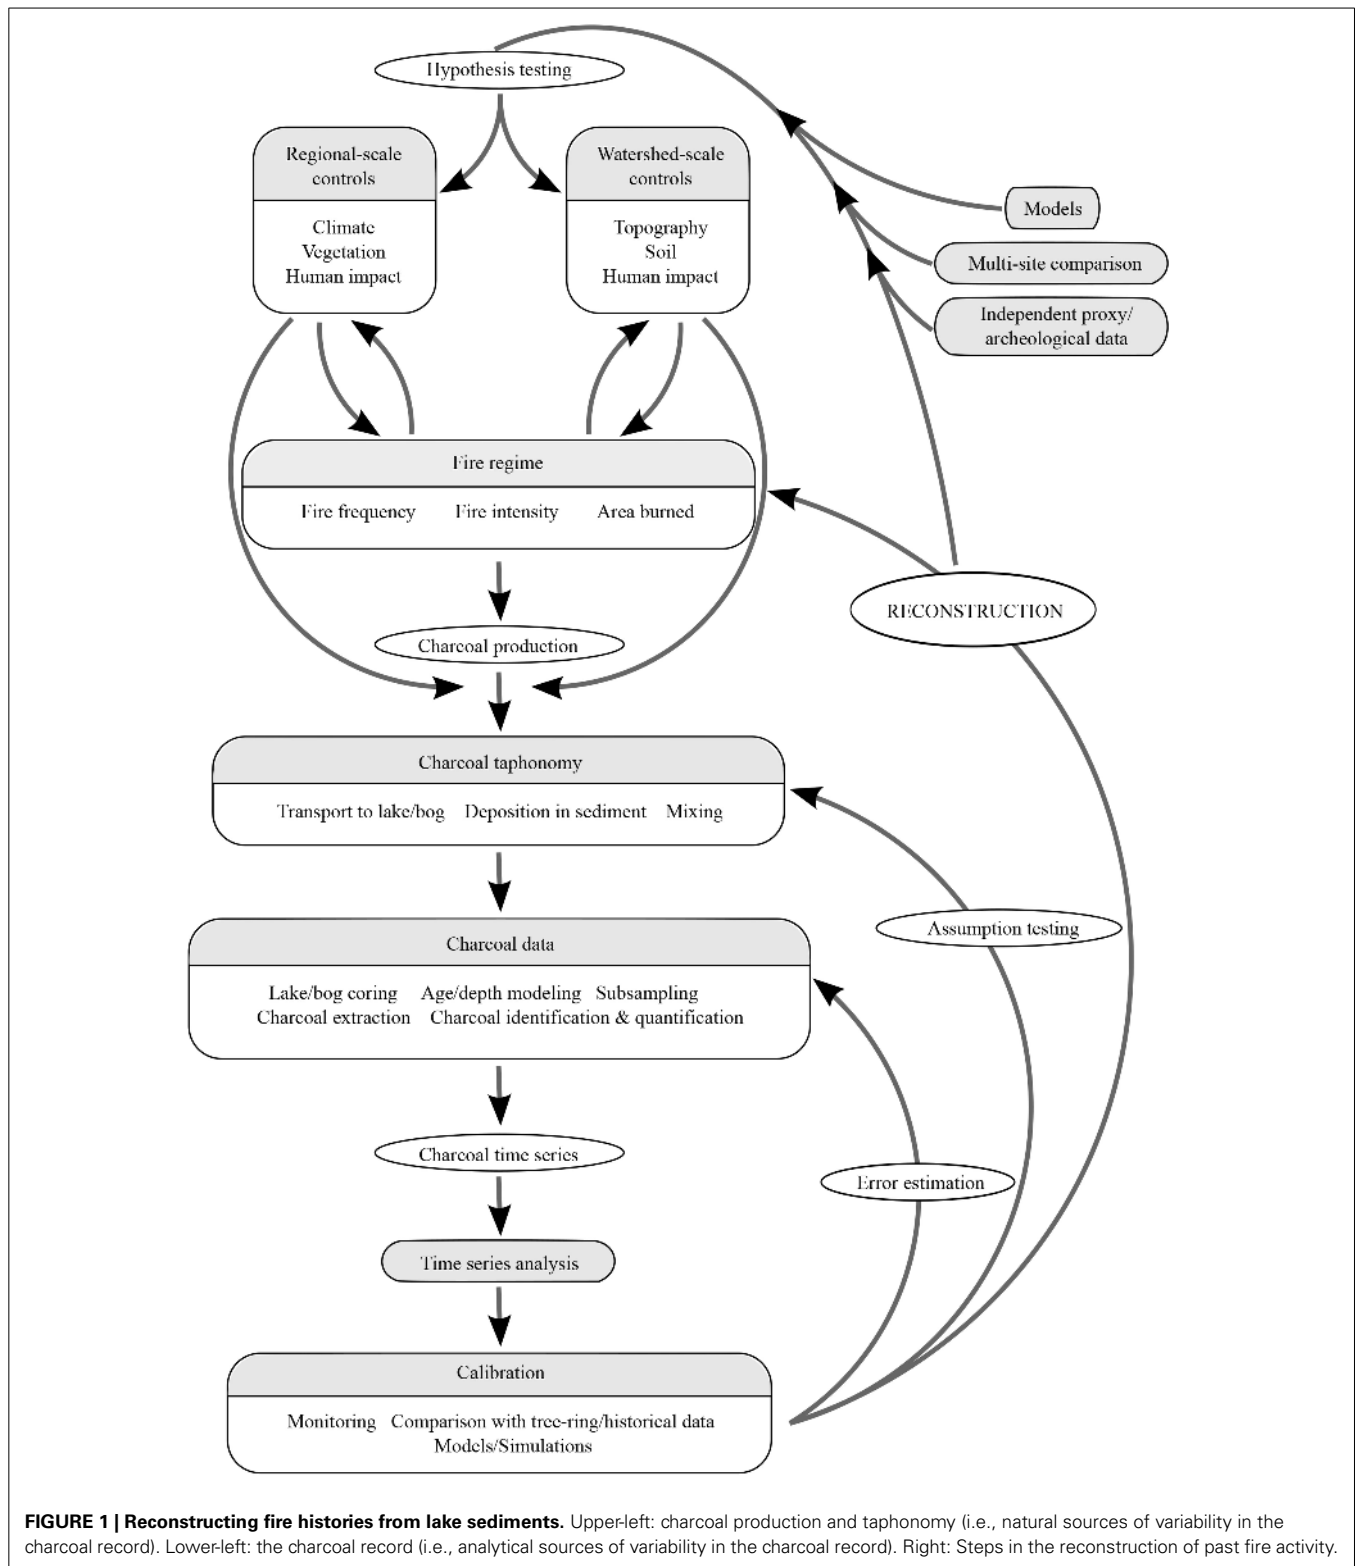 Hypothesis testing
Regional-scale
controls
Climate
Vegetation
Human impact
Watershed-scale
controls
Topography
Soil
Human impact
Models
Multi-site comparison
Independent proxy/
archeological data
Fire regime
Fire frequency Fire intensity Area burned
RECONSTRUCTION
Charcoal production
Charcoal taphonomy
Transport to lake/bog Deposition in sediment Mixing
Assumption testing
Charcoal data
Lake/bog coring Age/depth modeling Subsampling
Charcoal extraction Charcoal identification & quantification
Charcoal time series
Error estimation
Time series analysis
Calibration
Monitoring Comparison with tree-ring/historical data
Models/Simulations
FIGURE 1 | Reconstructing fire histories from lake sediments. Upper-left: charcoal production and taphonomy (i.e., natural sources of variability in the
charcoal record). Lower-left: the charcoal record (i.e., analytical sources of variability in the charcoal record). Right: Steps in the reconstruction of past fire activity.